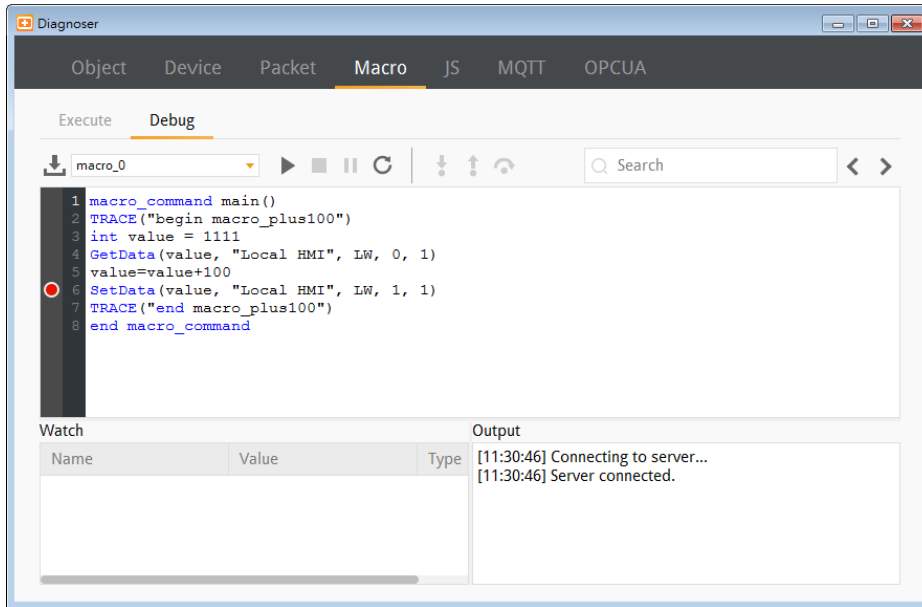 Diagnoser
Object Device Packet Macro JS MQTT OPCUA
Execute Debug
macro_0 Search
1 macro_command main()
2 TRACE("begin macro_plus100")
3 int value = 1111
4 GetData(value, "Local HMI", LW, 0, 1)
5 value=value+100
6 SetData(value, "Local HMI", LW, 1, 1)
7 TRACE("end macro_plus100")
8 end macro_command
Watch Output
Name Value Type
[11:30:46] Connecting to server...
[11:30:46] Server connected.